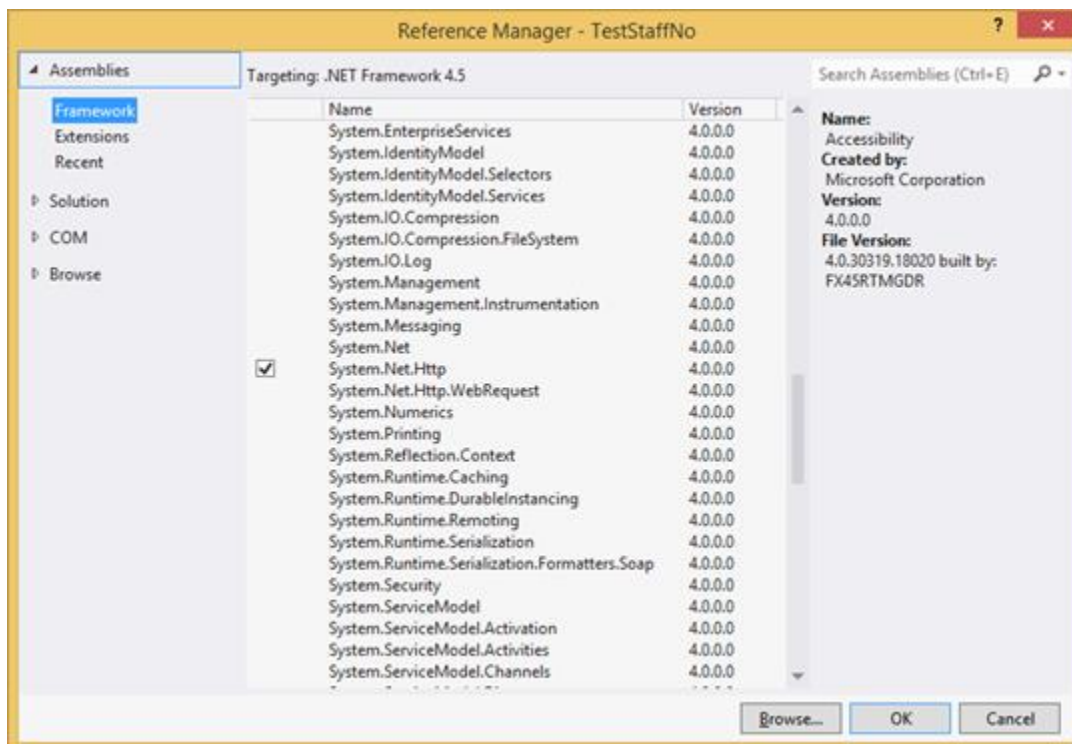 Reference Manager - TestStaffNo
?
Assemblies
Framework
Extensions
Recent
Solution
COM
Browse
Targeting: .NET Framework 4.5
Name Version
System.EnterpriseServices 4.0.0.0
System.IdentityModel 4.0.0.0
System.IdentityModel.Selectors 4.0.0.0
System.IdentityModel.Services 4.0.0.0
System.IO.Compression 4.0.0.0
System.IO.Compression.FileSystem 4.0.0.0
System.IO.Log 4.0.0.0
System.Management 4.0.0.0
System.Management.Instrumentation 4.0.0.0
System.Messaging 4.0.0.0
System.Net 4.0.0.0
System.Net.Http 4.0.0.0
System.Net.Http.WebRequest 4.0.0.0
System.Numerics 4.0.0.0
System.Printing 4.0.0.0
System.Reflection.Context 4.0.0.0
System.Runtime.Caching 4.0.0.0
System.Runtime.DurableInstancing 4.0.0.0
System.Runtime.Remoting 4.0.0.0
System.Runtime.Serialization 4.0.0.0
System.Runtime.Serialization.Formatters.Soap 4.0.0.0
System.Security 4.0.0.0
System.ServiceModel 4.0.0.0
System.ServiceModel.Activation 4.0.0.0
System.ServiceModel.Activities 4.0.0.0
System.ServiceModel.Channels 4.0.0.0
Search Assemblies (Ctrl+E)
Name:
Accessibility
Created by:
Microsoft Corporation
Version:
4.0.0.0
File Version:
4.0.30319.18020 built by:
FX45RTMGDR
Browse...
OK
Cancel